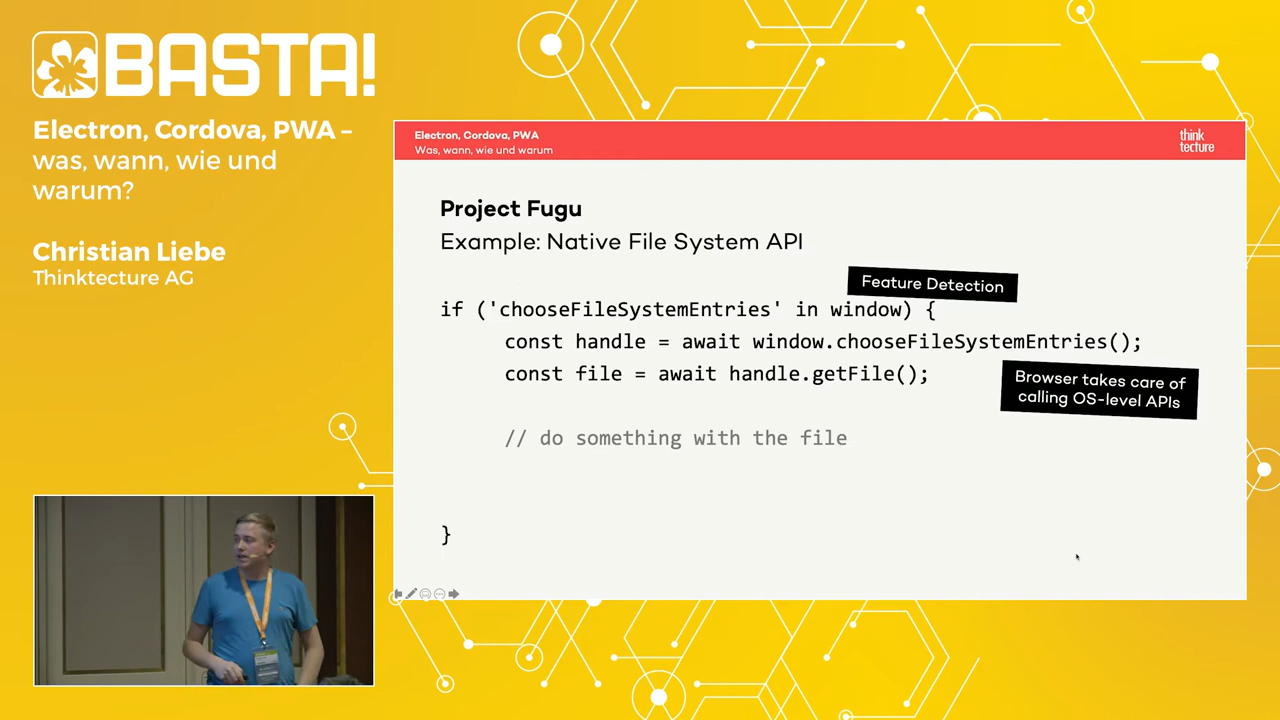 BASTA!
Electron, Cordova, PWA –
was, wann, wie und
warum?
Christian Liebe
Thinktecture AG
Electron, Cordova, PWA
Was, wann, wie und warum
think
tecture
Project Fugu
Example: Native File System API
Feature Detection
if ('chooseFileSystemEntries' in window) {
const handle = await window.chooseFileSystemEntries();
const file = await handle.getFile();
Browser takes care of
calling OS-level APIs
// do something with the file
}